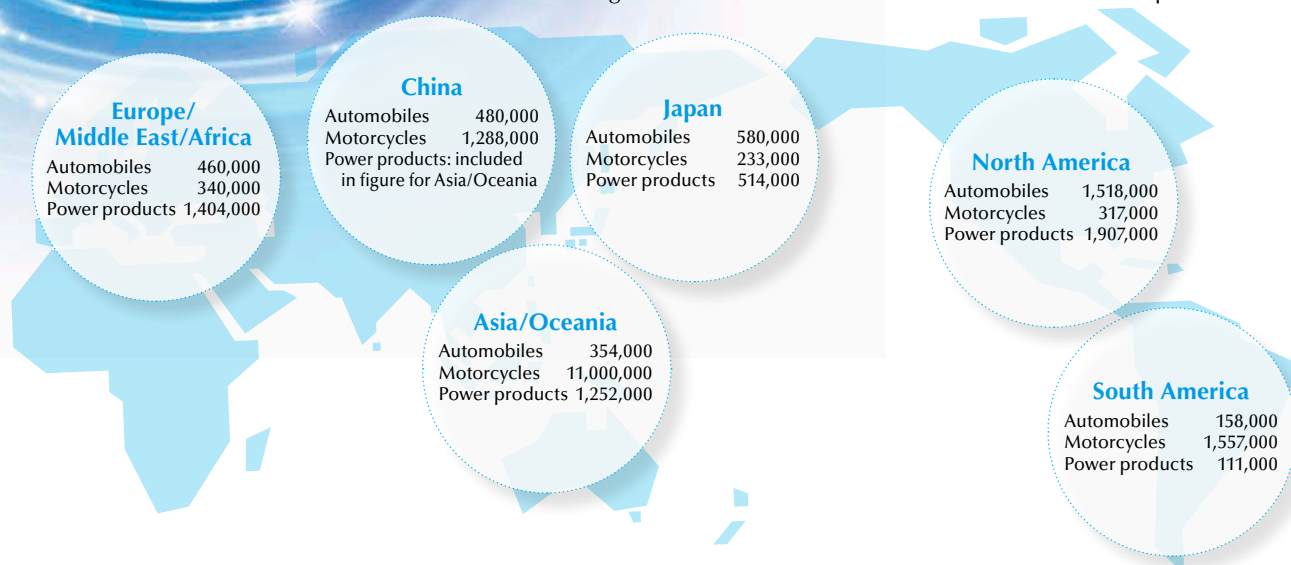 Europe/
Middle East/Africa
Automobiles 460,000
Motorcycles 340,000
Power products 1,404,000
China
Automobiles 480,000
Motorcycles 1,288,000
Power products: included
in figure for Asia/Oceania
Japan
Automobiles 580,000
Motorcycles 233,000
Power products 514,000
Asia/Oceania
Automobiles 354,000
Motorcycles 11,000,000
Power products 1,252,000
North America
Automobiles 1,518,000
Motorcycles 317,000
Power products 1,907,000
South America
Automobiles 158,000
Motorcycles 1,557,000
Power products 111,000